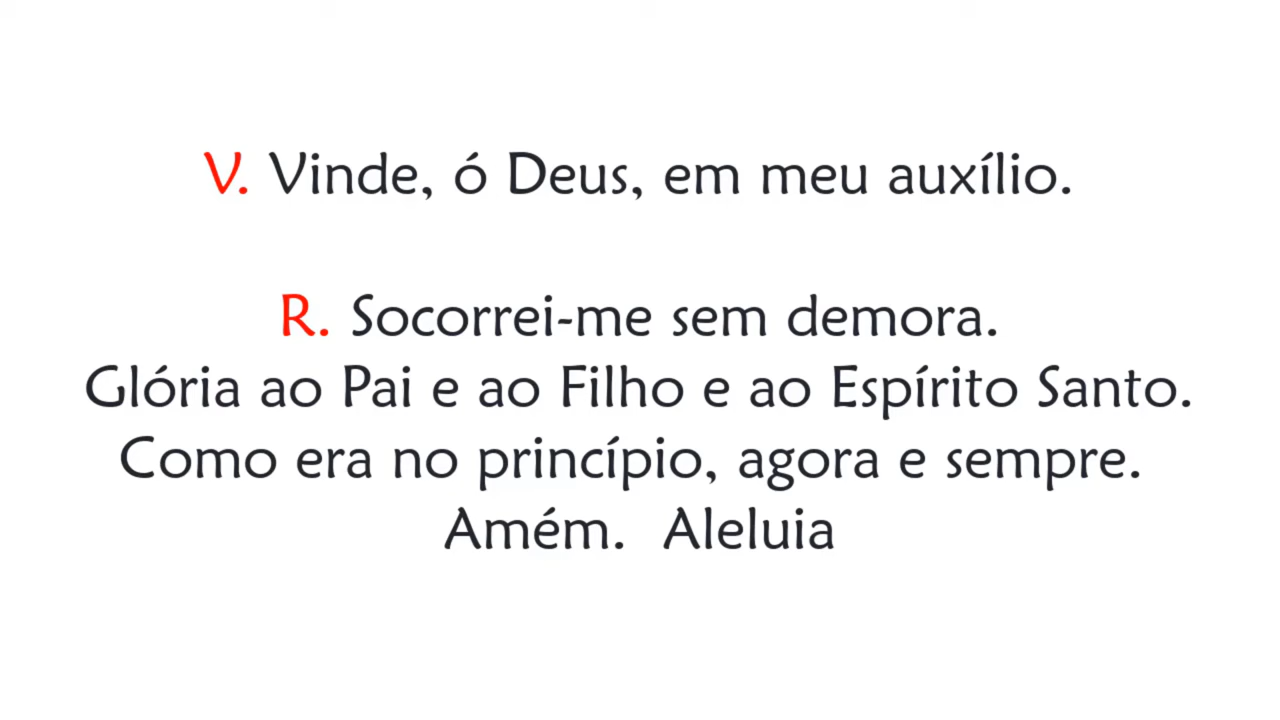 V. Vinde, ó Deus, em meu auxílio.
R. Socorrei-me sem demora.
Glória ao Pai e ao Filho e ao Espírito Santo.
Como era no princípio, agora e sempre.
Amém. Aleluia